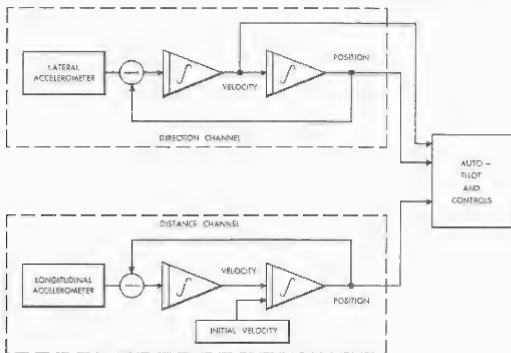 LATERAL
ACCELEROMETER
∫
∫
VELOCITY
POSITION
DIRECTION CHANNEL
AUTO -
PILOT
AND
CONTROLS
DISTANCE CHANNEL
LONGITUDINAL
ACCELEROMETER
∫
∫
VELOCITY
POSITION
INITIAL VELOCITY